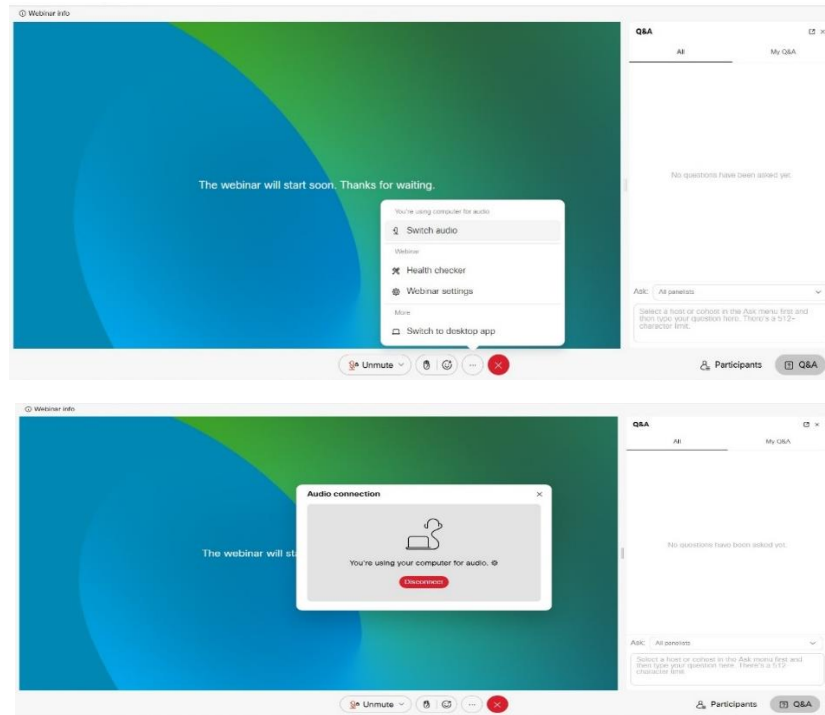 Webinar info
Q&A
All
My Q&A
No questions have been asked yet.
The webinar will start soon. Thanks for waiting.
You're using computer for audio
Switch audio
Webinar
Health checker
Webinar settings
More
Switch to desktop app
Ask:
All panelists
Select a host or cohost in the Ask menu first and
then type your question here. There's a 512-
character limit.
Unmute
Participants
Q&A
Webinar info
Q&A
All
My Q&A
Audio connection
No questions have been asked yet.
The webinar will sta
You're using your computer for audio.
Disconnect
Ask:
All panelists
Select a host or cohost in the Ask menu first and
then type your question here. There's a 512-
character limit.
Unmute
Participants
Q&A